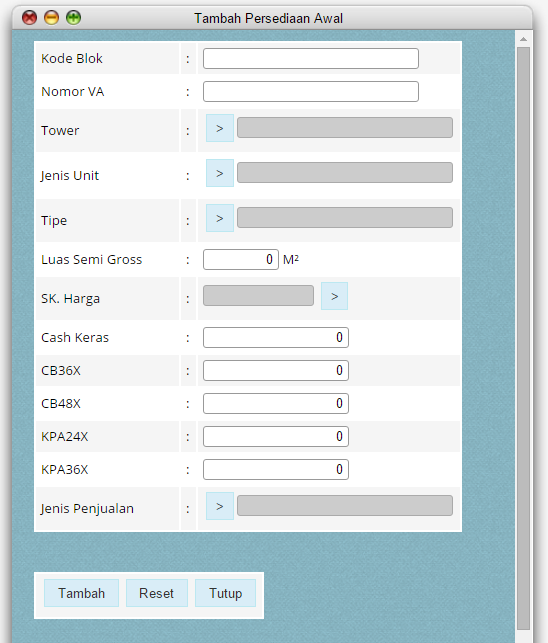 Tambah Persediaan Awal
Kode Blok :
Nomor VA :
Tower : >
Jenis Unit : >
Tipe : >
Luas Semi Gross : 0 M²
SK. Harga : >
Cash Keras : 0
CB36X : 0
CB48X : 0
KPA24X : 0
KPA36X : 0
Jenis Penjualan : >
Tambah Reset Tutup